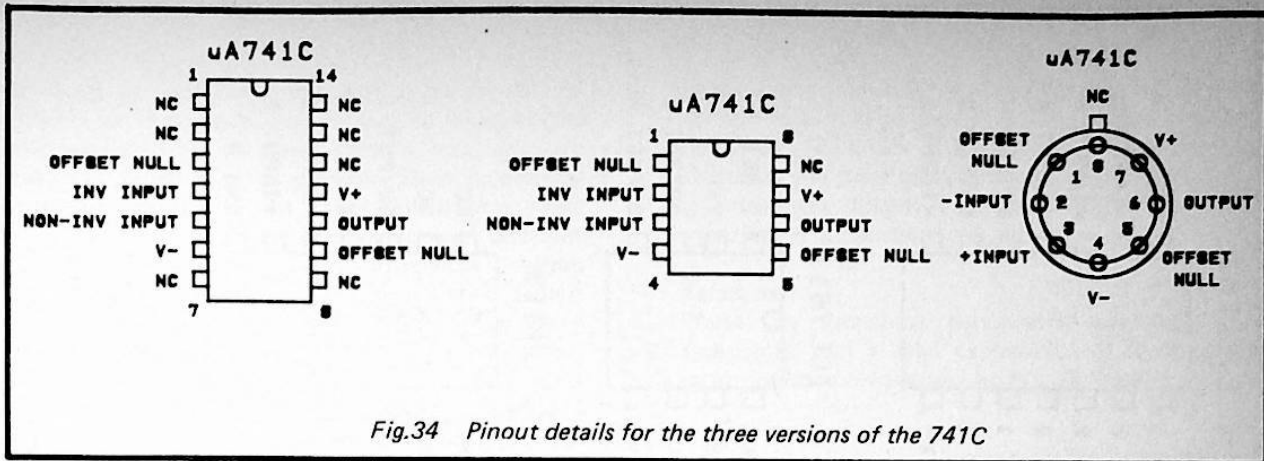 uA741C
1 14
NC NC
NC NC
OFFSET NULL NC
INV INPUT V+
NON-INV INPUT OUTPUT
V- OFFSET NULL
NC NC
7 8
uA741C
1 8
OFFSET NULL NC
INV INPUT V+
NON-INV INPUT OUTPUT
V- OFFSET NULL
4 5
uA741C
NC
OFFSET
NULL
V+
8
1 7
-INPUT 2 6 OUTPUT
3 5
+INPUT 4 OFFSET
NULL
V-
Fig.34 Pinout details for the three versions of the 741C